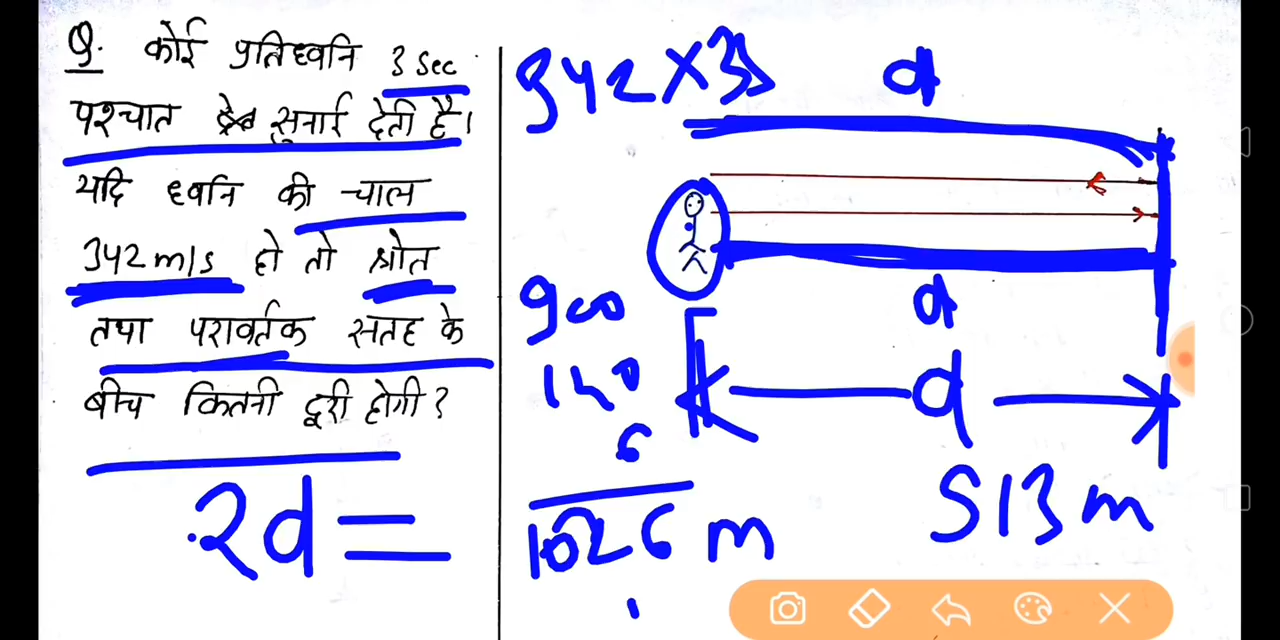 Q. कोई प्रतिध्वनि 3 Sec
पश्चात सुनाई देती है।
यदि ध्वनि की चाल
342 m/s हो तो श्रोत
तथा परावर्तक सतह के
बीच कितनी दूरी होगी?
2d =
342 X 3s
d
900
120
6
1026 m
d
d
513 m